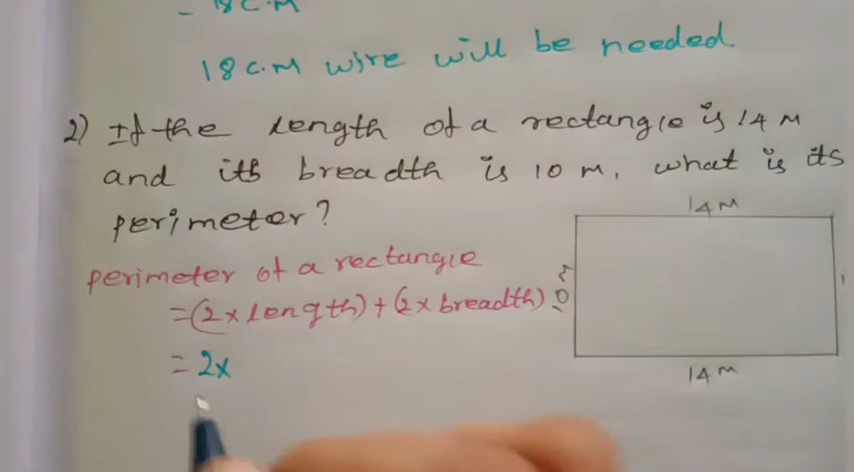 = 18 C.M
18 C.M wire will be needed
2) If the length of a rectangle is 14 M
and its breadth is 10 m, what is its
perimeter?
14 M
perimeter of a rectangle
= (2 x length) + (2 x breadth)
10 m
= 2x
14 M